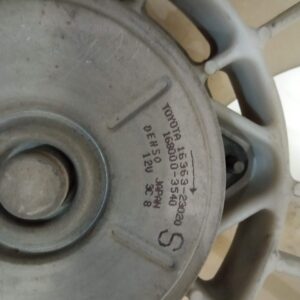 TOYOTA 16363-23020
168000-3540
DENSO JAPAN
12V 3C 8
S